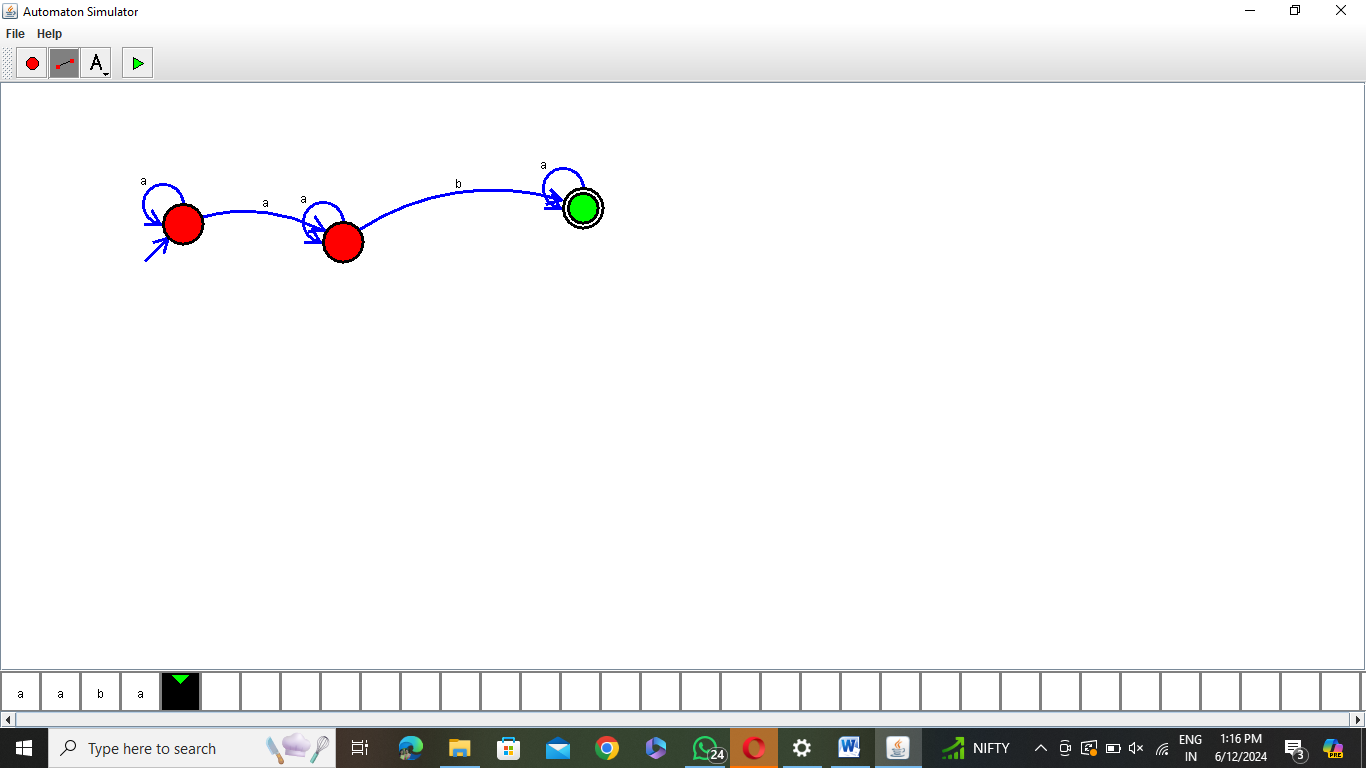 Automaton Simulator
File Help
A
a
a
a
b
a
a a b a
Type here to search
24
NIFTY
ENG
IN
1:16 PM
6/12/2024
3
PRE